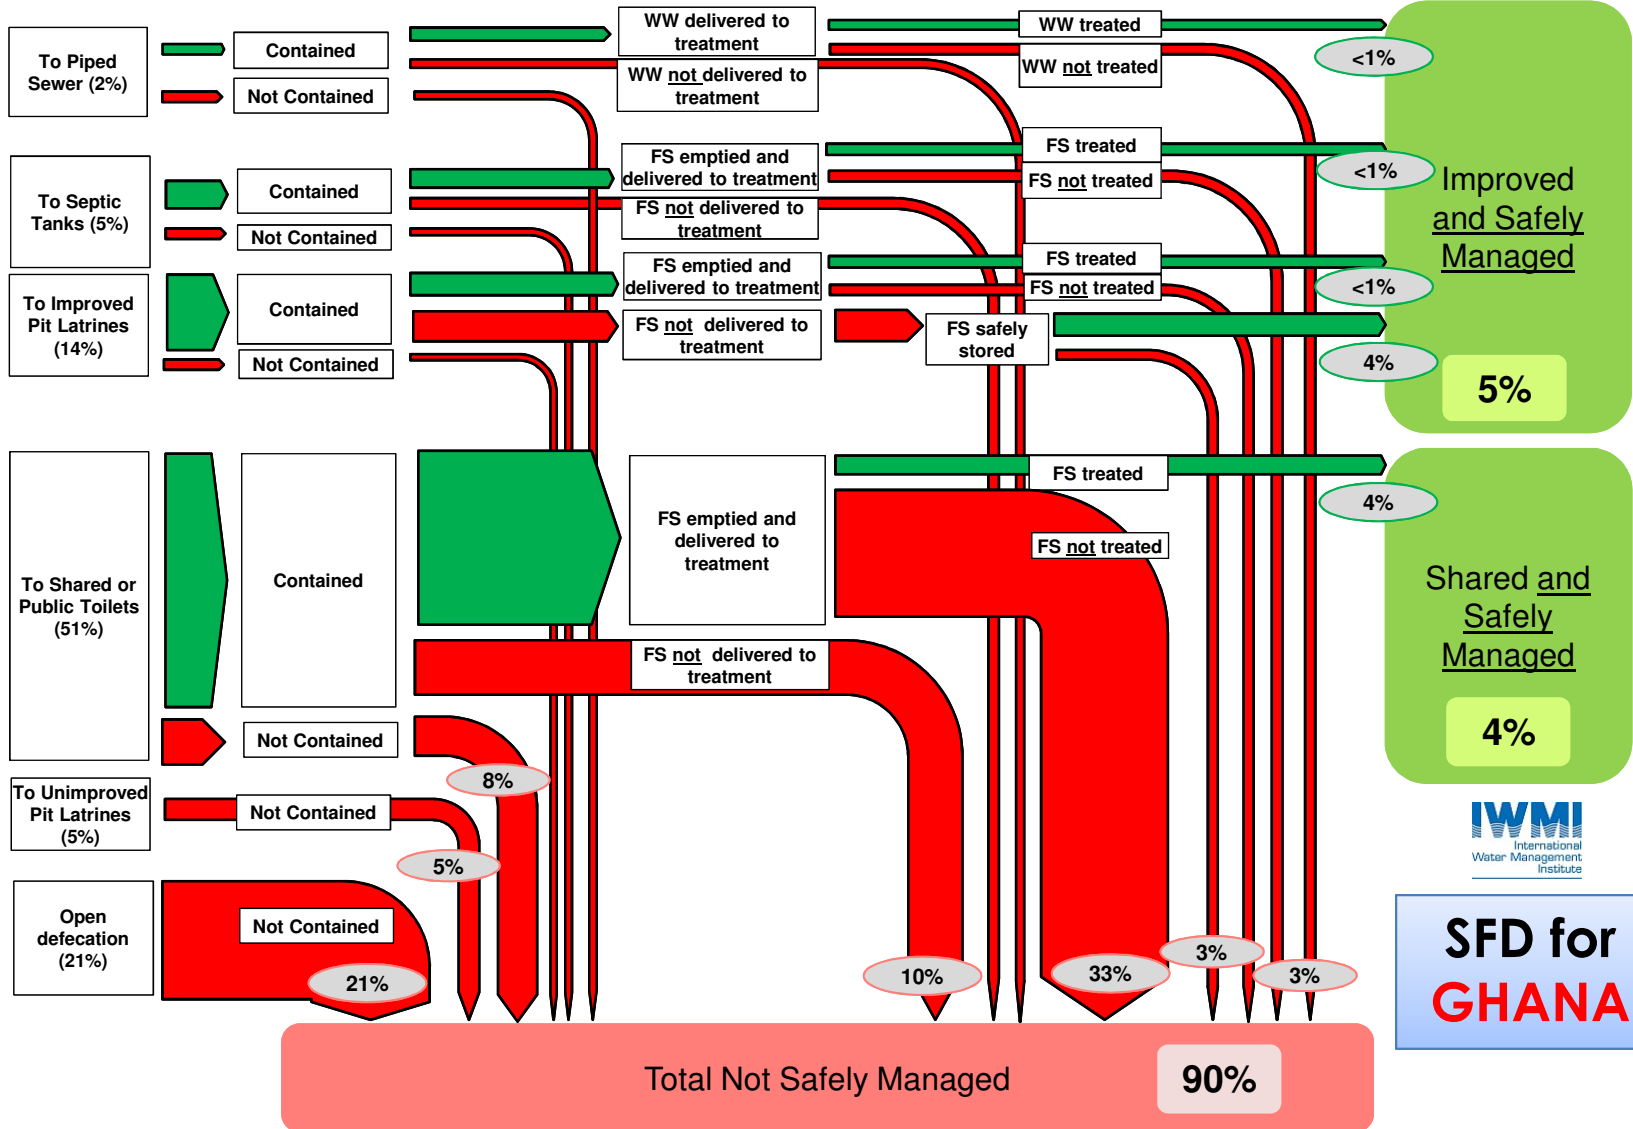 To Piped
Sewer (2%)
Contained
Not Contained
WW delivered to
treatment
WW not delivered to
treatment
WW treated
WW not treated
<1%
To Septic
Tanks (5%)
Contained
Not Contained
FS emptied and
delivered to treatment
FS not delivered to
treatment
FS treated
FS not treated
<1%
To Improved
Pit Latrines
(14%)
Contained
Not Contained
FS emptied and
delivered to treatment
FS not delivered to
treatment
FS treated
FS not treated
FS safely
stored
<1%
4%
Improved
and Safely
Managed
5%
To Shared or
Public Toilets
(51%)
Contained
Not Contained
FS emptied and
delivered to
treatment
FS not delivered to
treatment
FS treated
FS not treated
4%
Shared and
Safely
Managed
4%
8%
To Unimproved
Pit Latrines
(5%)
Not Contained
5%
Open
defecation
(21%)
Not Contained
21%
10%
33%
3%
3%
IWMI
International
Water Management
Institute
SFD for
GHANA
Total Not Safely Managed
90%